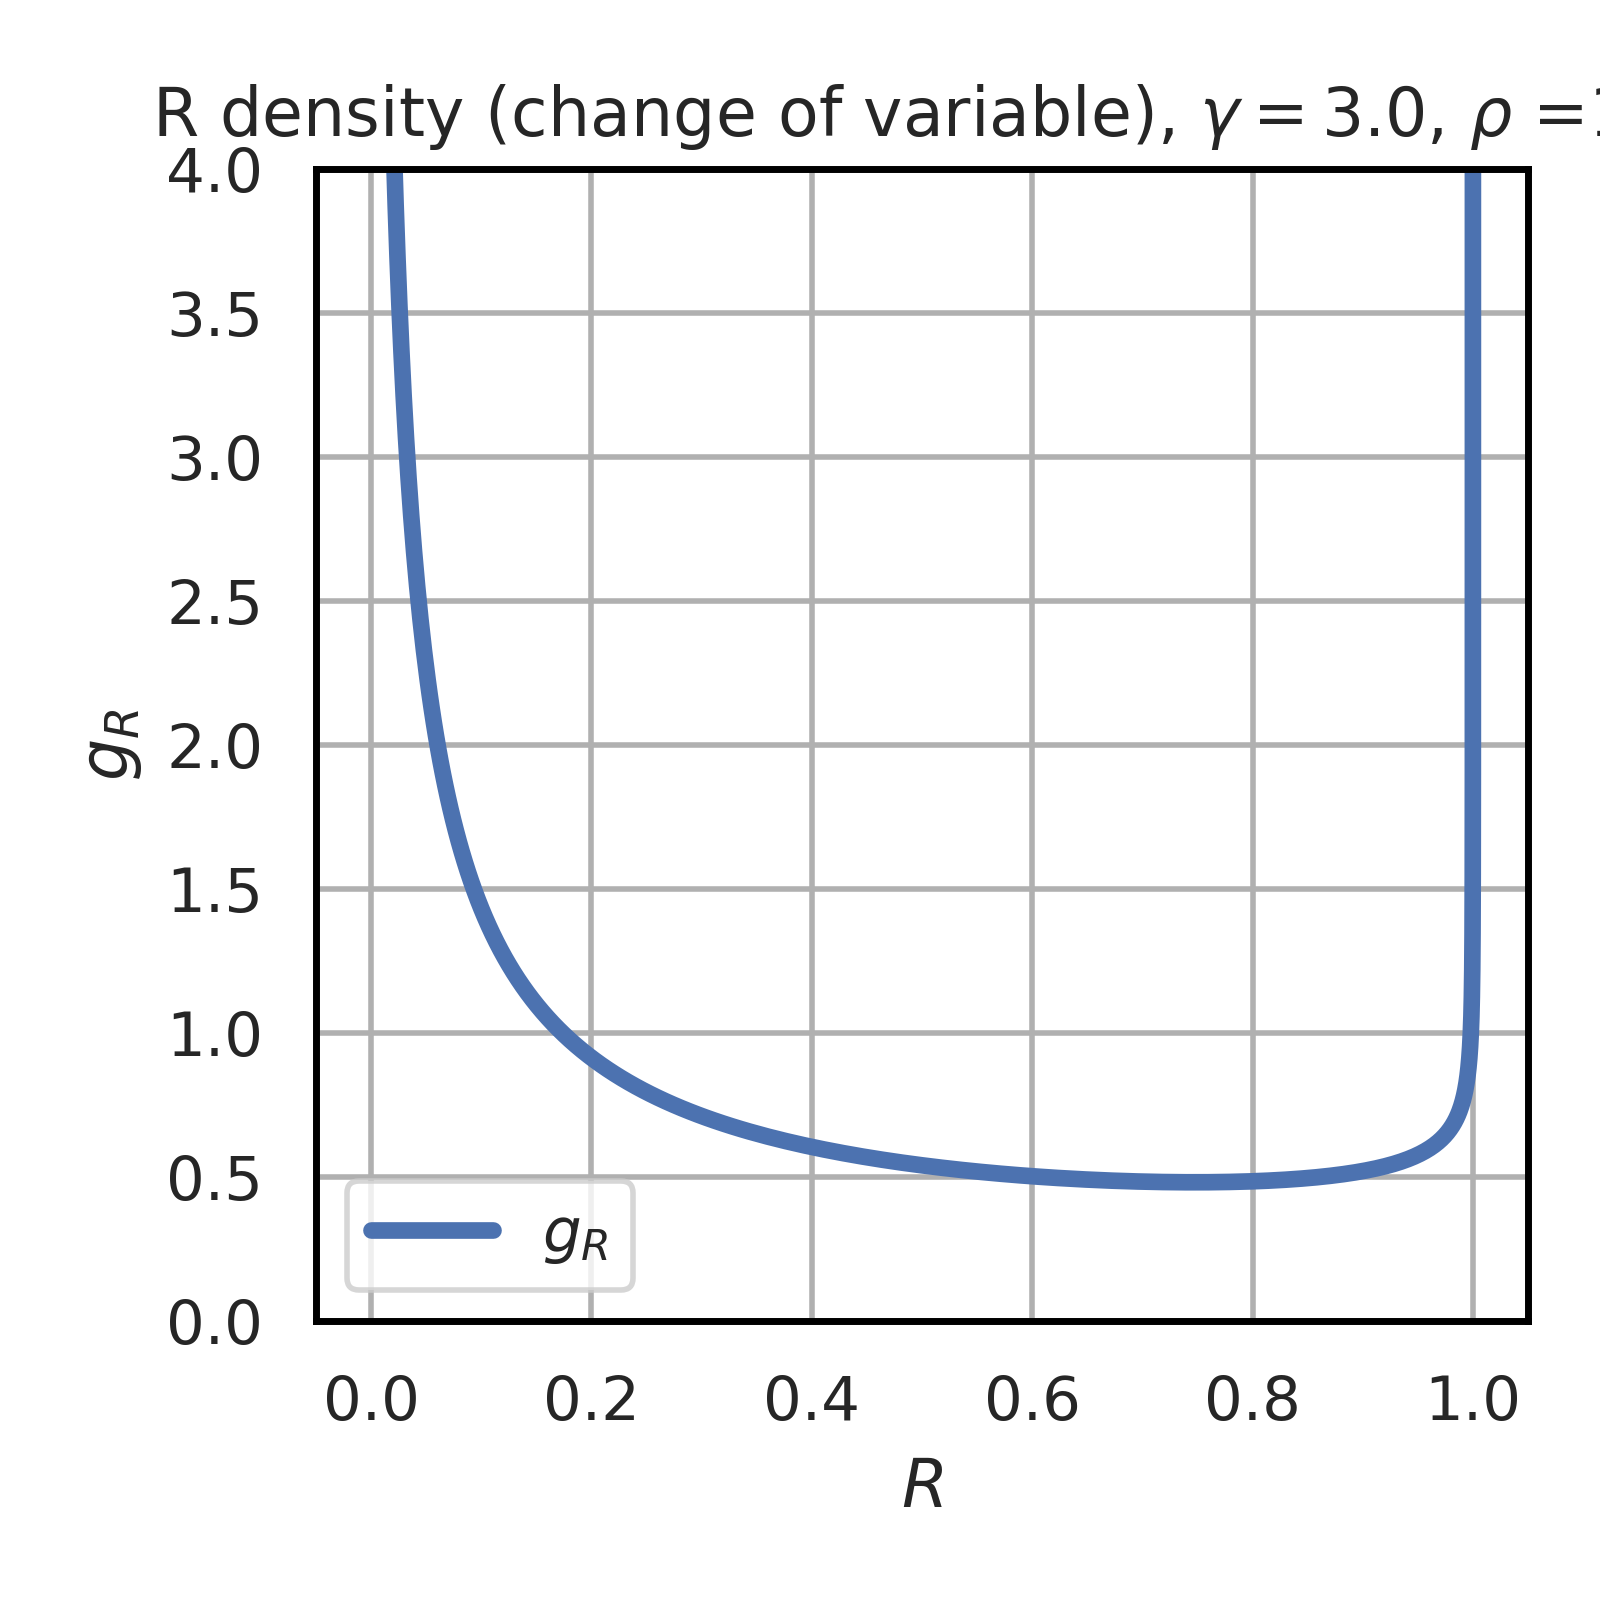 R density (change of variable), γ = 3.0, ρ =
4.0
3.5
3.0
2.5
2.0
1.5
1.0
0.5
0.0
g_R
g_R
0.0 0.2 0.4 0.6 0.8 1.0
R